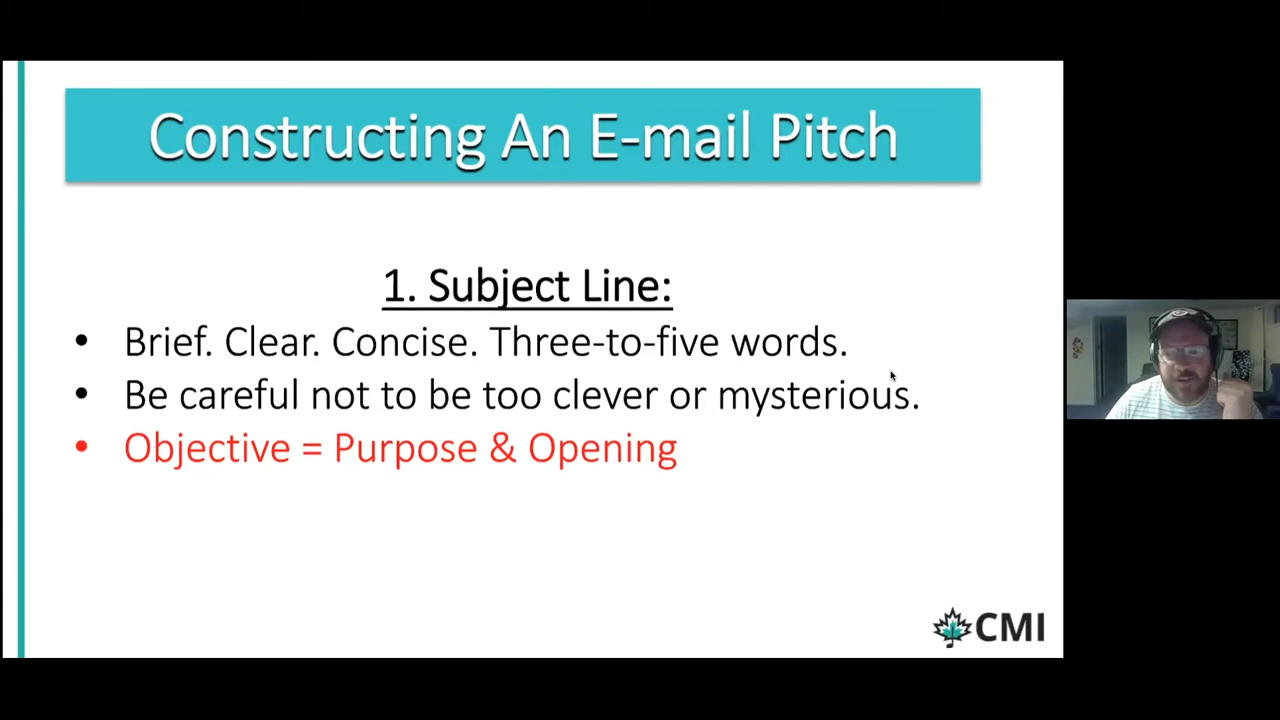 Constructing An E-mail Pitch
1. Subject Line:
• Brief. Clear. Concise. Three-to-five words.
• Be careful not to be too clever or mysterious.
• Objective = Purpose & Opening
CMI